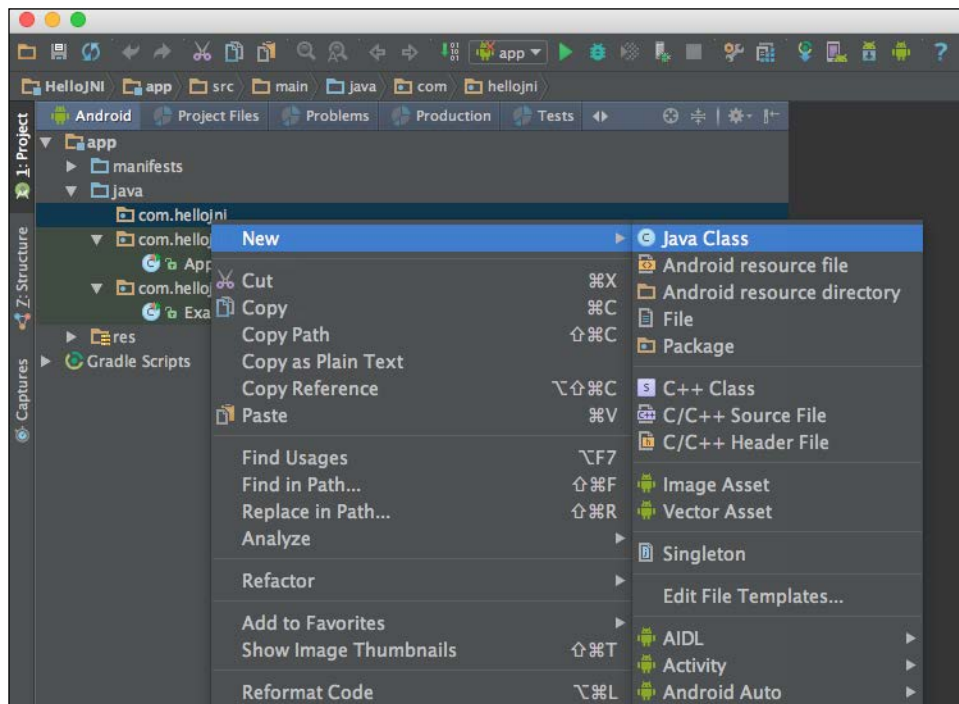 app
HelloJNI app src main java com hellojni
Android Project Files Problems Production Tests
1: Project
7: Structure
Captures
app
manifests
java
com.hellojni
com.hello
App
com.helloj
Exa
res
Gradle Scripts
New
Cut ⌘X
Copy ⌘C
Copy Path ⇧⌘C
Copy as Plain Text
Copy Reference ⌥⇧⌘C
Paste ⌘V
Find Usages ⌥F7
Find in Path... ⇧⌘F
Replace in Path... ⇧⌘R
Analyze
Refactor
Add to Favorites
Show Image Thumbnails ⇧⌘T
Reformat Code ⌥⌘L
Java Class
Android resource file
Android resource directory
File
Package
C++ Class
C/C++ Source File
C/C++ Header File
Image Asset
Vector Asset
Singleton
Edit File Templates...
AIDL
Activity
Android Auto